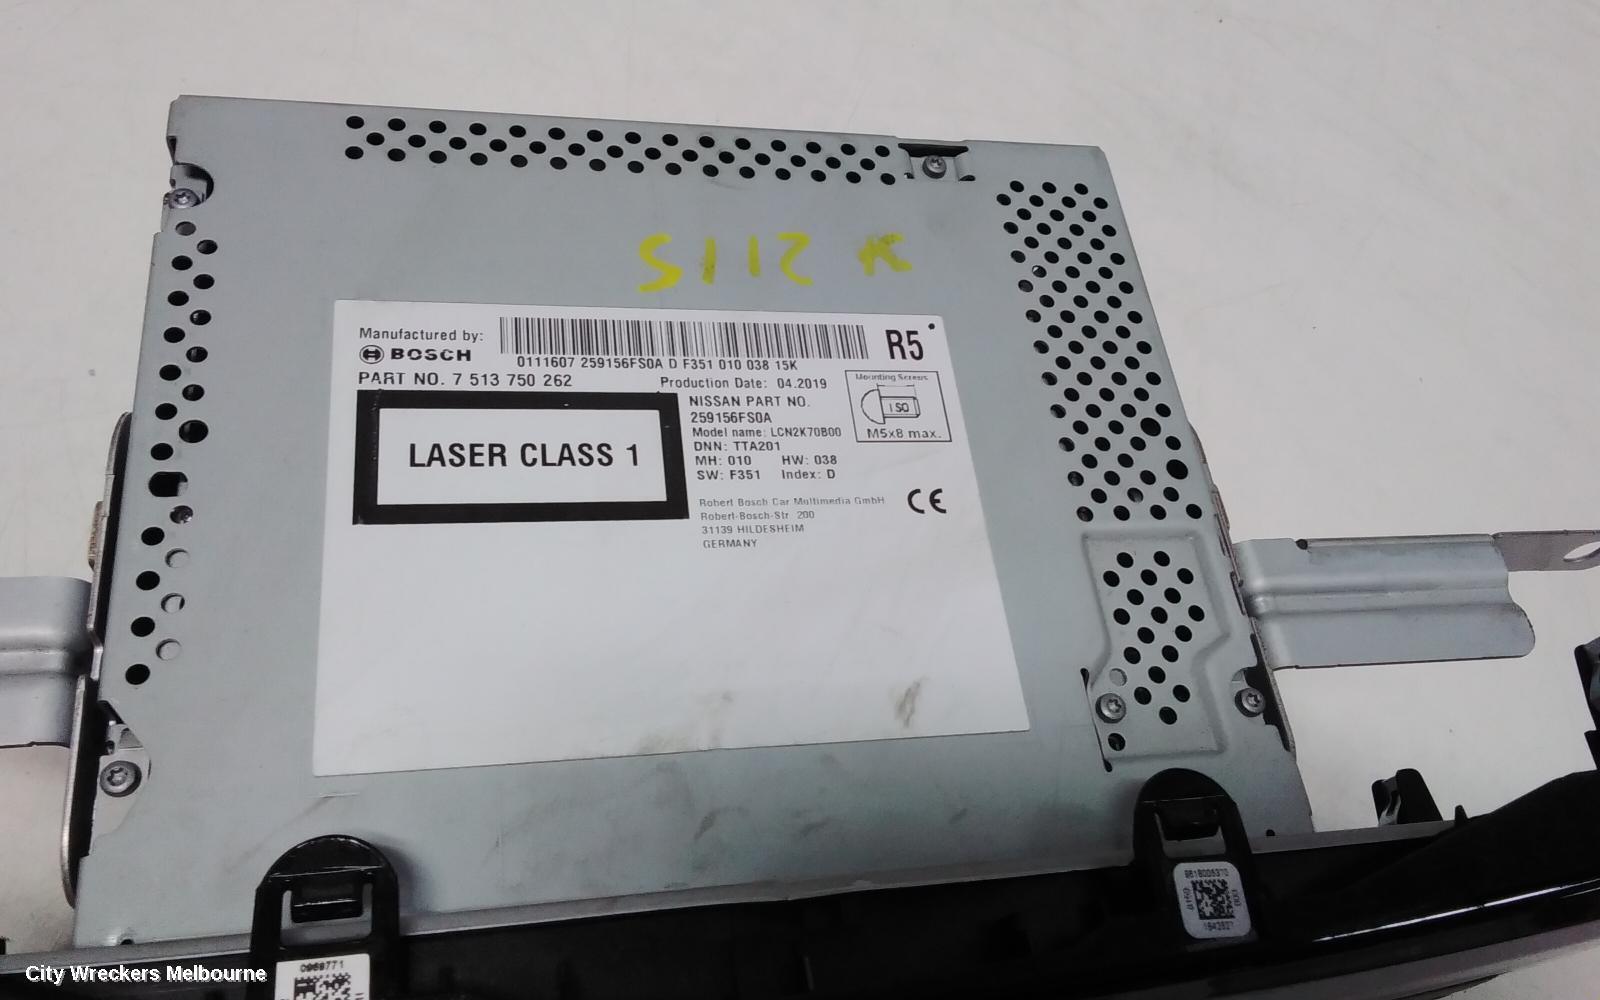 S112 K
Manufactured by:
BOSCH
R5
0111607 259156FS0A D F351 010 038 15K
PART NO. 7 513 750 262
Production Date: 04.2019
Mounting Screws
ISO
M5x8 max.
NISSAN PART NO.
259156FS0A
Model name: LCN2K70B00
DNN: TTA201
MH: 010 HW: 038
SW: F351 Index: D
LASER CLASS 1
Robert Bosch Car Multimedia GmbH
Robert-Bosch-Str. 200
31139 HILDESHEIM
GERMANY
CE
0969771
City Wreckers Melbourne